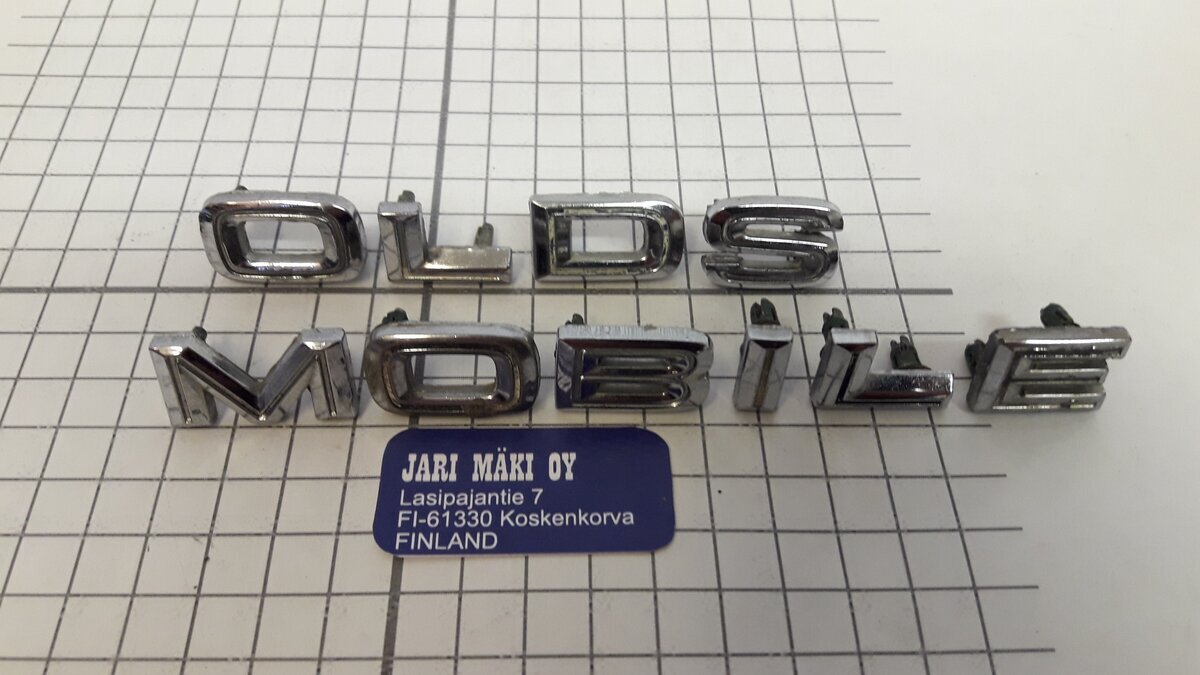 OLDS
MOBILE
JARI MÄKI OY
Lasipajantie 7
FI-61330 Koskenkorva
FINLAND